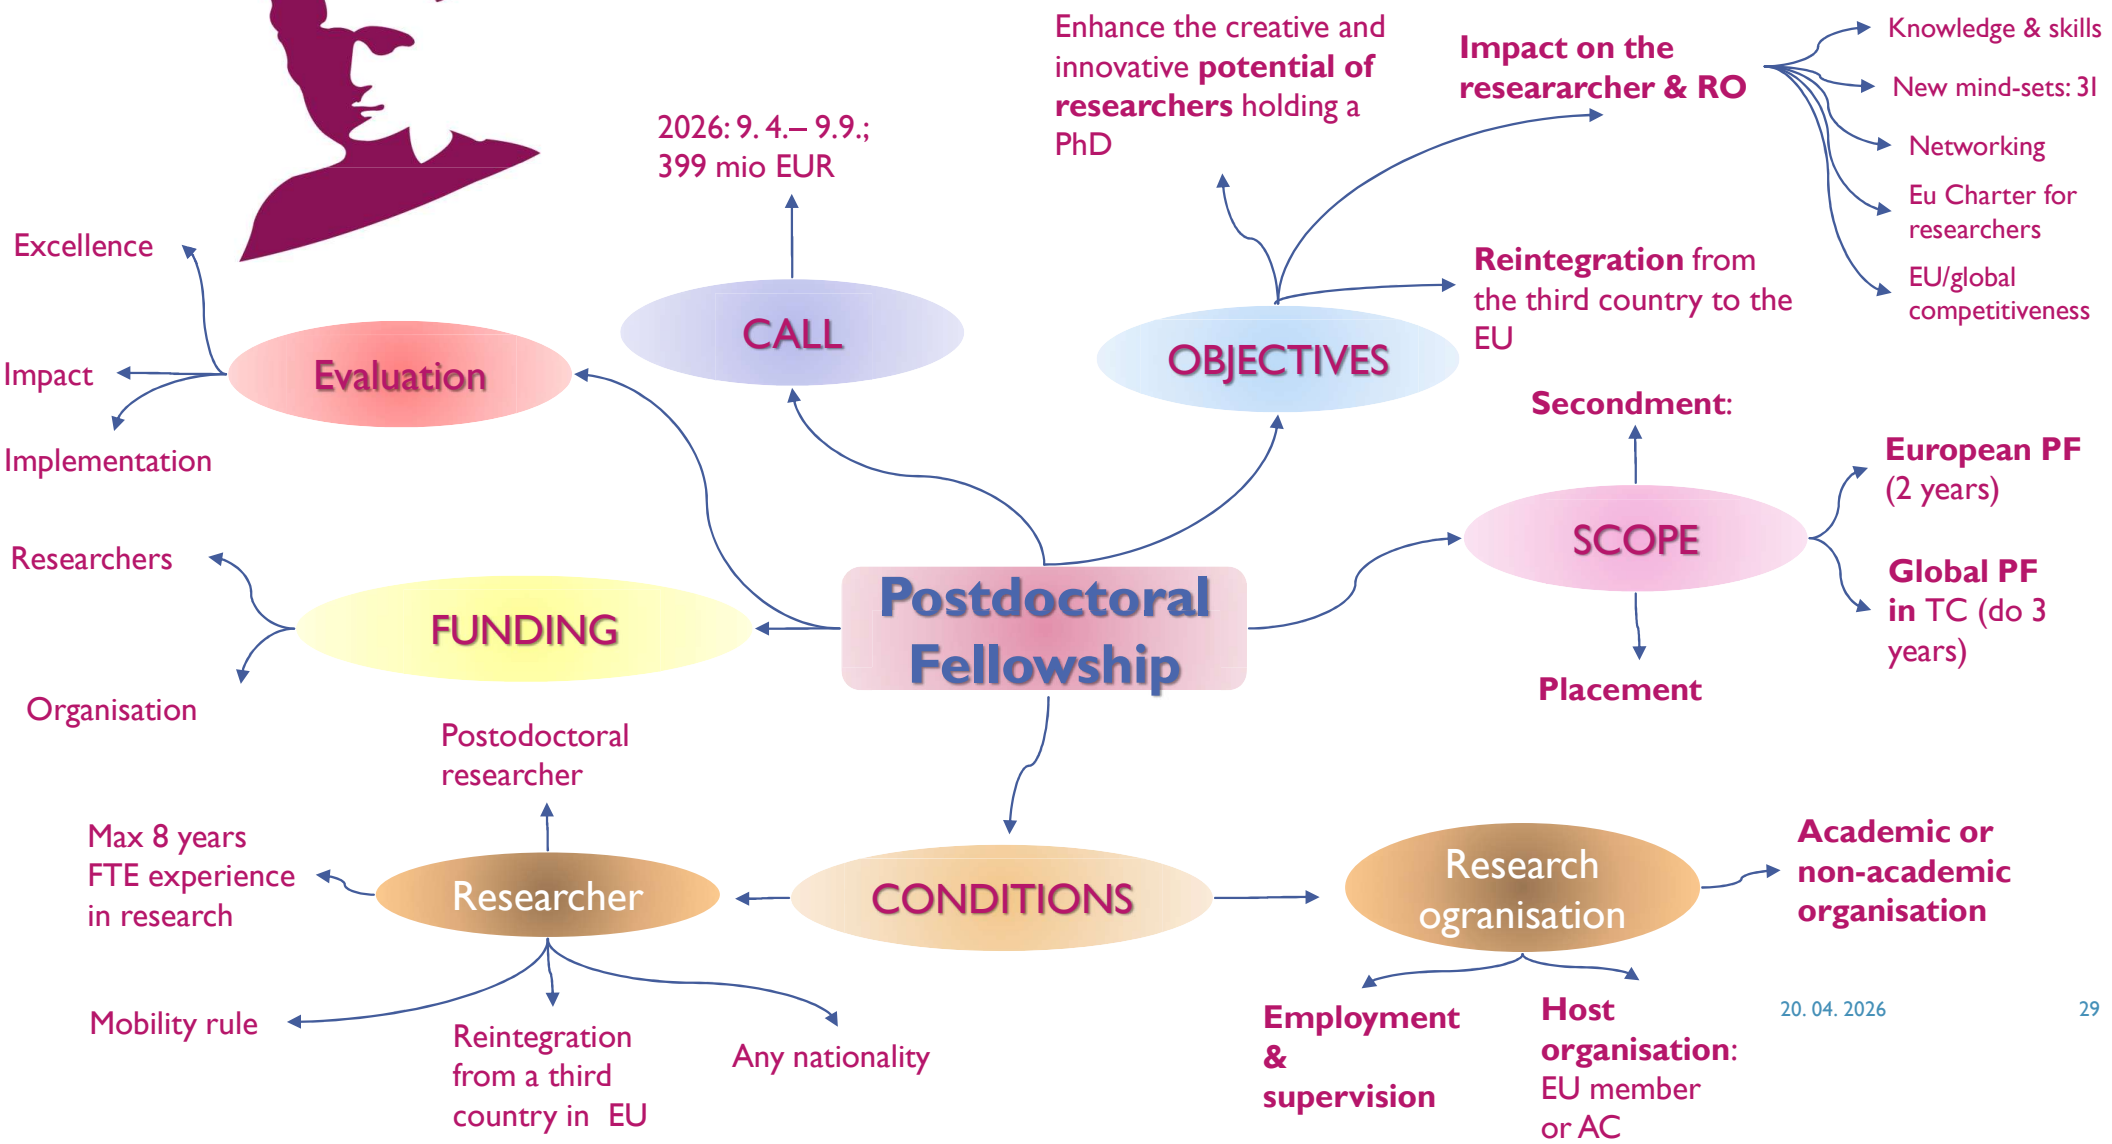 Enhance the creative and
innovative potential of
researchers holding a
PhD
Impact on the
researarcher & RO
Knowledge & skills
New mind-sets: 3I
Networking
Eu Charter for
researchers
EU/global
competitiveness
2026: 9. 4.– 9.9.;
399 mio EUR
Excellence
Impact
Implementation
Evaluation
CALL
OBJECTIVES
Reintegration from
the third country to the
EU
Secondment:
European PF
(2 years)
SCOPE
Global PF
in TC (do 3
years)
Placement
Researchers
FUNDING
Organisation
Postdoctoral
Fellowship
Postodoctoral
researcher
Max 8 years
FTE experience
in research
Researcher
CONDITIONS
Research
ogranisation
Academic or
non-academic
organisation
Mobility rule
Reintegration
from a third
country in EU
Any nationality
Employment
&
supervision
Host
organisation:
EU member
or AC
20. 04. 2026
29